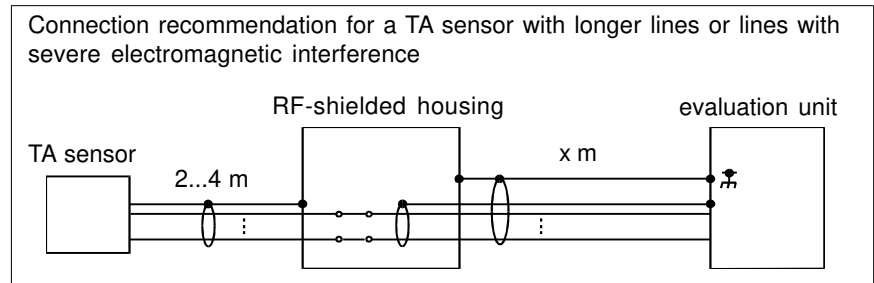 Connection recommendation for a TA sensor with longer lines or lines with
severe electromagnetic interference
RF-shielded housing
evaluation unit
TA sensor
2...4 m
x m